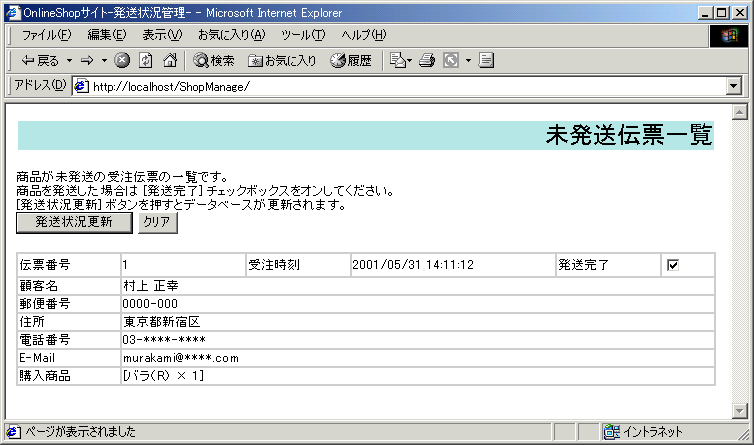 OnlineShopサイト-発送状況管理- - Microsoft Internet Explorer
ファイル(F) 編集(E) 表示(V) お気に入り(A) ツール(T) ヘルプ(H)
戻る 検索 お気に入り 履歴
アドレス(D) http://localhost/ShopManage/
未発送伝票一覧
商品が未発送の受注伝票の一覧です。
商品を発送した場合は [発送完了] チェックボックスをオンしてください。
[発送状況更新] ボタンを押すとデータベースが更新されます。
発送状況更新 クリア
伝票番号 1 受注時刻 2001/05/31 14:11:12 発送完了
顧客名 村上 正幸
郵便番号 0000-000
住所 東京都新宿区
電話番号 03-****-****
E-Mail murakami@****.com
購入商品 [バラ(R) × 1]
ページが表示されました イントラネット